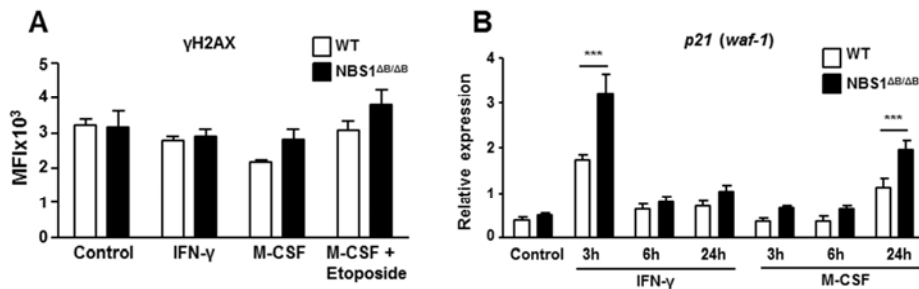 A
γH2AX
WT
NBS1ΔB/ΔB
MFIx10³
5
4
3
2
1
0
Control
IFN-γ
M-CSF
M-CSF +
Etoposide
B
p21 (waf-1)
WT
NBS1ΔB/ΔB
Relative expression
4
3
2
1
0
***
***
Control
3h
6h
24h
3h
6h
24h
IFN-γ
M-CSF